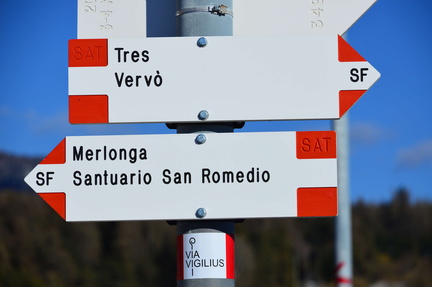 SAT
Tres
Vervò
SF
Merlonga
SAT
SF
Santuario San Romedio
VIA
VIGILIUS